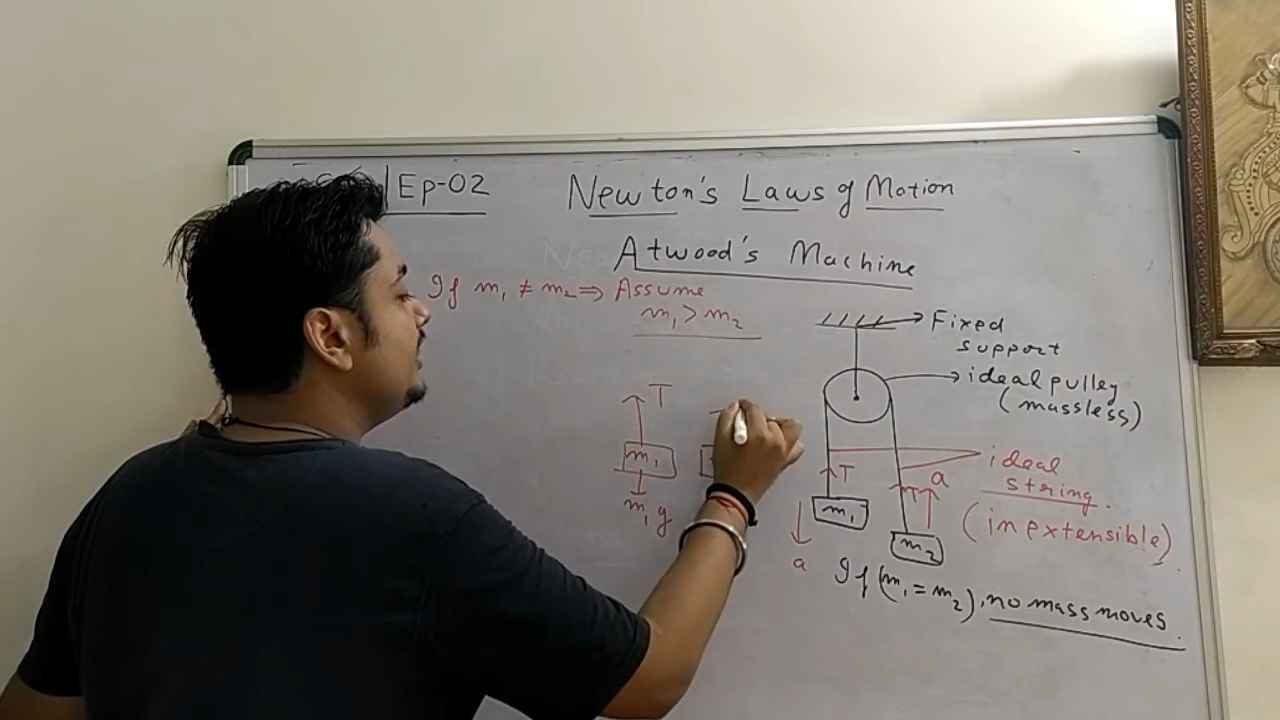 Ep-02
Newton's Laws of Motion
Atwood's Machine
If m₁ ≠ m₂ ⇒ Assume
m₁ > m₂
Fixed
support
ideal pulley
(massless)
T
m₁
m₁g
ideal
string.
(inextensible)
T
T
a
m₁
m₂
a
If (m₁ = m₂), no mass moves.